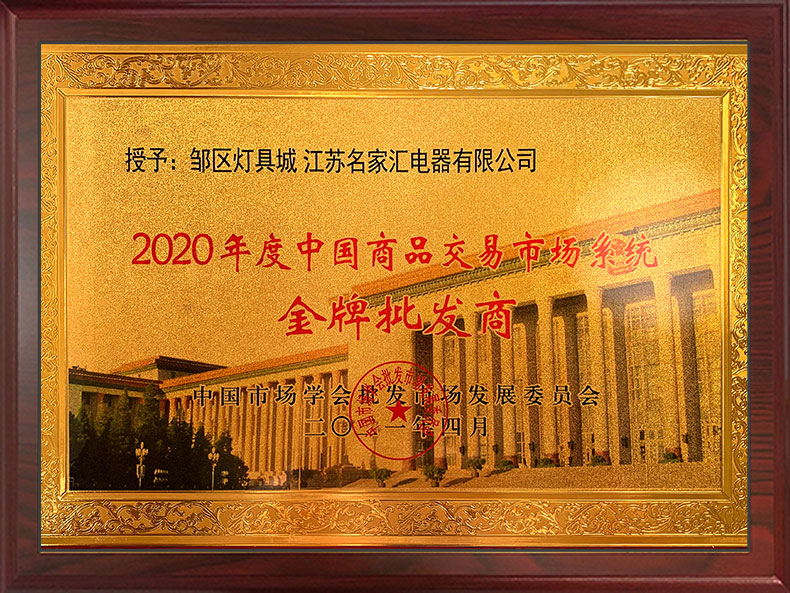 授予：邹区灯具城 江苏名家汇电器有限公司
2020年度中国商品交易市场系统
金牌批发商
中国市场学会批发市场发展委员会
二〇二一年四月